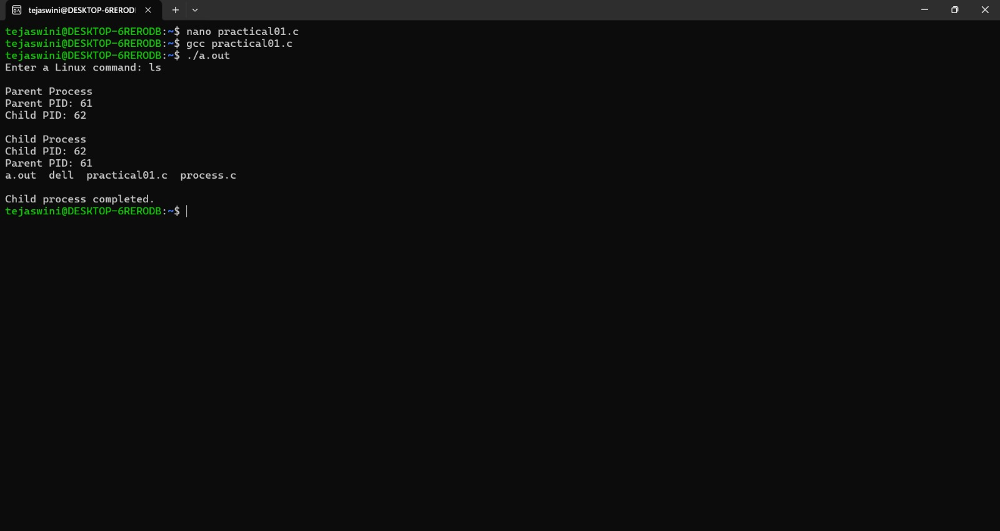 tejaswini@DESKTOP-6REROD
tejaswini@DESKTOP-6RERODB:~$ nano practical01.c
tejaswini@DESKTOP-6RERODB:~$ gcc practical01.c
tejaswini@DESKTOP-6RERODB:~$ ./a.out
Enter a Linux command: ls
Parent Process
Parent PID: 61
Child PID: 62
Child Process
Child PID: 62
Parent PID: 61
a.out  dell  practical01.c  process.c
Child process completed.
tejaswini@DESKTOP-6RERODB:~$